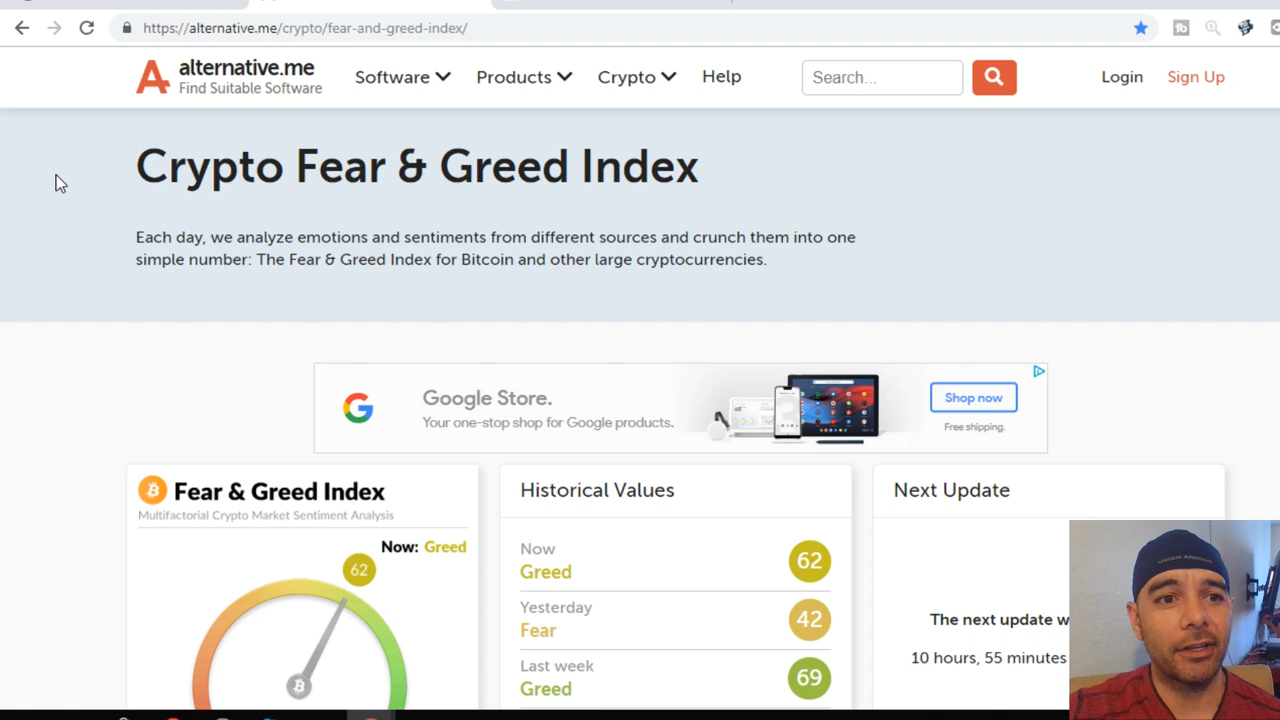 https://alternative.me/crypto/fear-and-greed-index/
alternative.me
Find Suitable Software
Software
Products
Crypto
Help
Search...
Login
Sign Up
Crypto Fear & Greed Index
Each day, we analyze emotions and sentiments from different sources and crunch them into one
simple number: The Fear & Greed Index for Bitcoin and other large cryptocurrencies.
Google Store.
Your one-stop shop for Google products.
Shop now
Free shipping.
Fear & Greed Index
Multifactorial Crypto Market Sentiment Analysis
Now: Greed
62
Historical Values
Now
Greed
62
Yesterday
Fear
42
Last week
Greed
69
Next Update
The next update w
10 hours, 55 minutes
UNDER ARMOUR